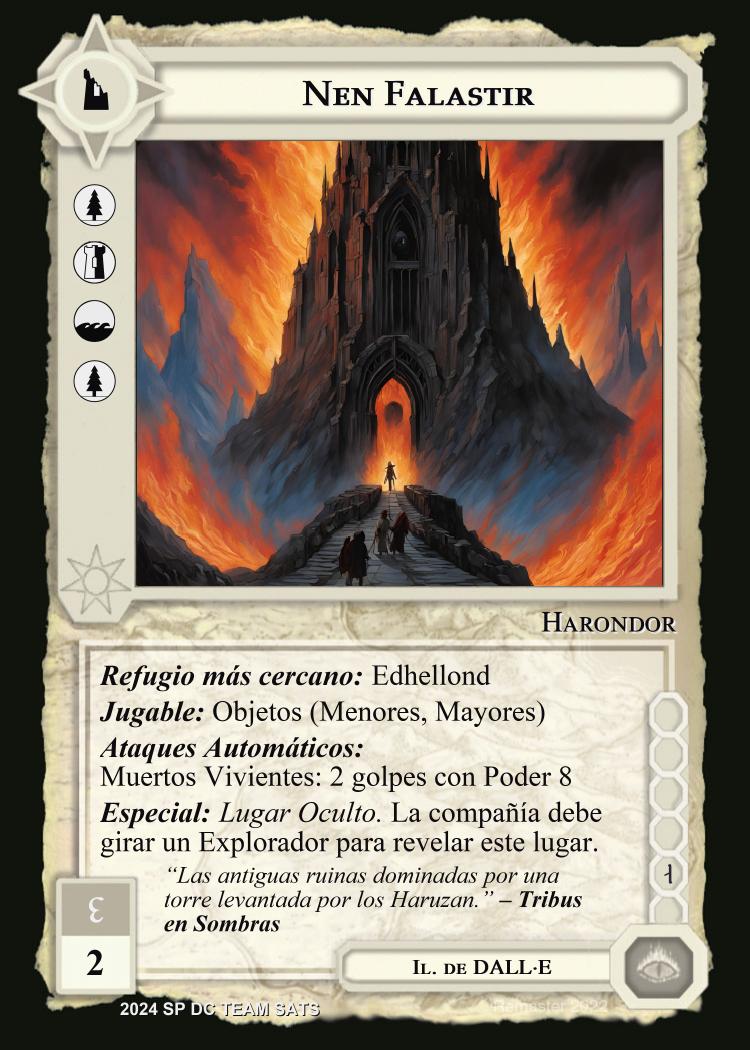 Nen Falastir
Harondor
Refugio más cercano: Edhellond
Jugable: Objetos (Menores, Mayores)
Ataques Automáticos:
Muertos Vivientes: 2 golpes con Poder 8
Especial: Lugar Oculto. La compañía debe
girar un Explorador para revelar este lugar.
“Las antiguas ruinas dominadas por una
torre levantada por los Haruzan.” – Tribus
en Sombras
2
Il. de DALL·E
2024 SP DC TEAM SATS
Remaster 2022